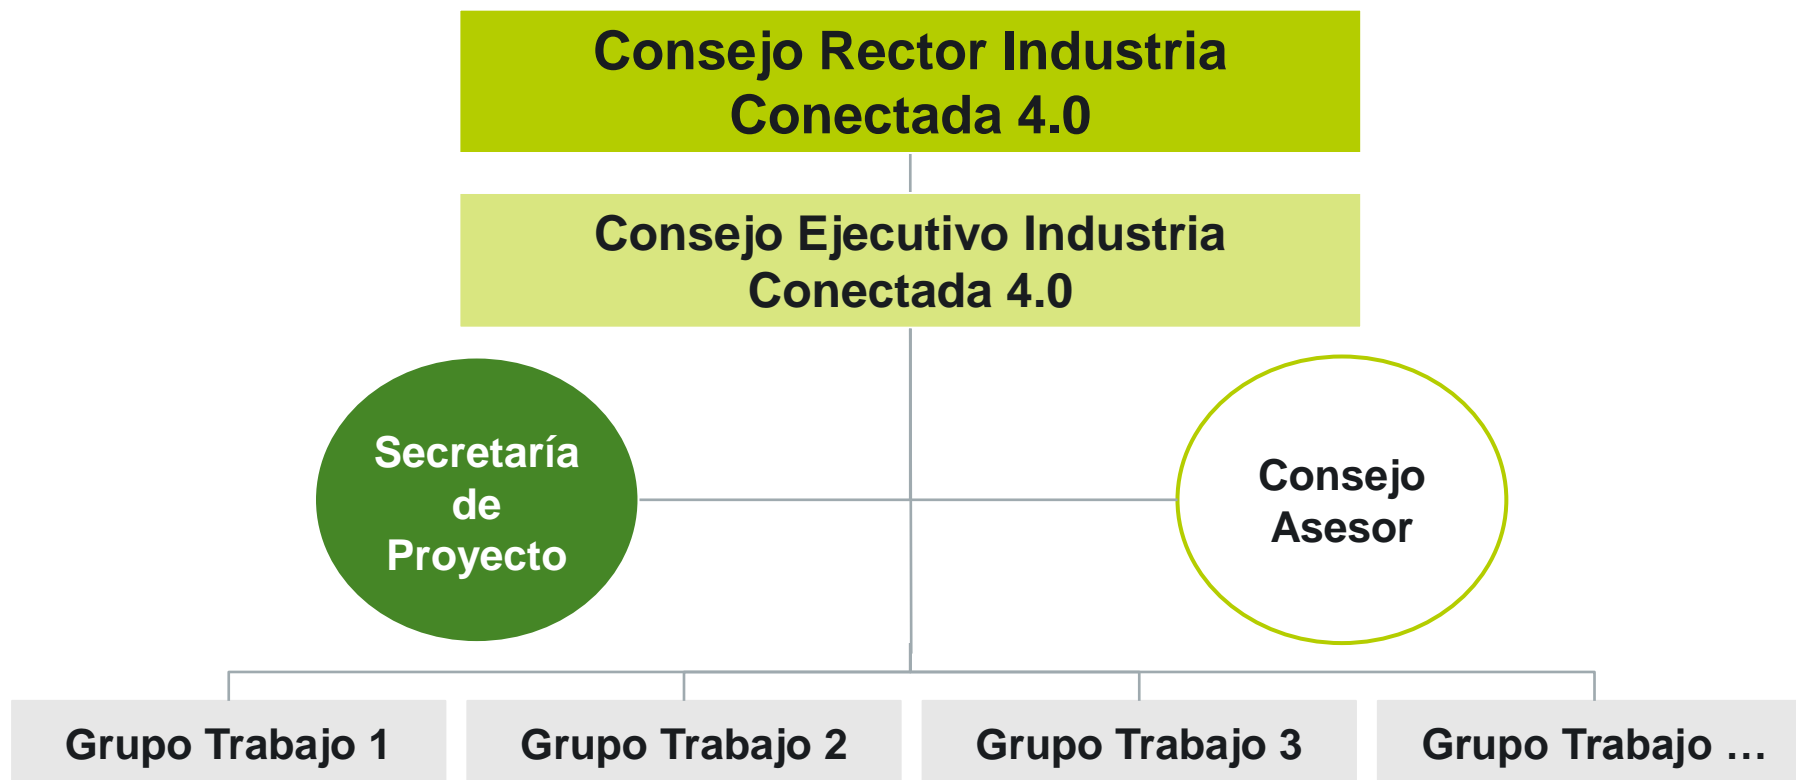 Consejo Rector Industria
Conectada 4.0
Consejo Ejecutivo Industria
Conectada 4.0
Secretaría
de
Proyecto
Consejo
Asesor
Grupo Trabajo 1
Grupo Trabajo 2
Grupo Trabajo 3
Grupo Trabajo …